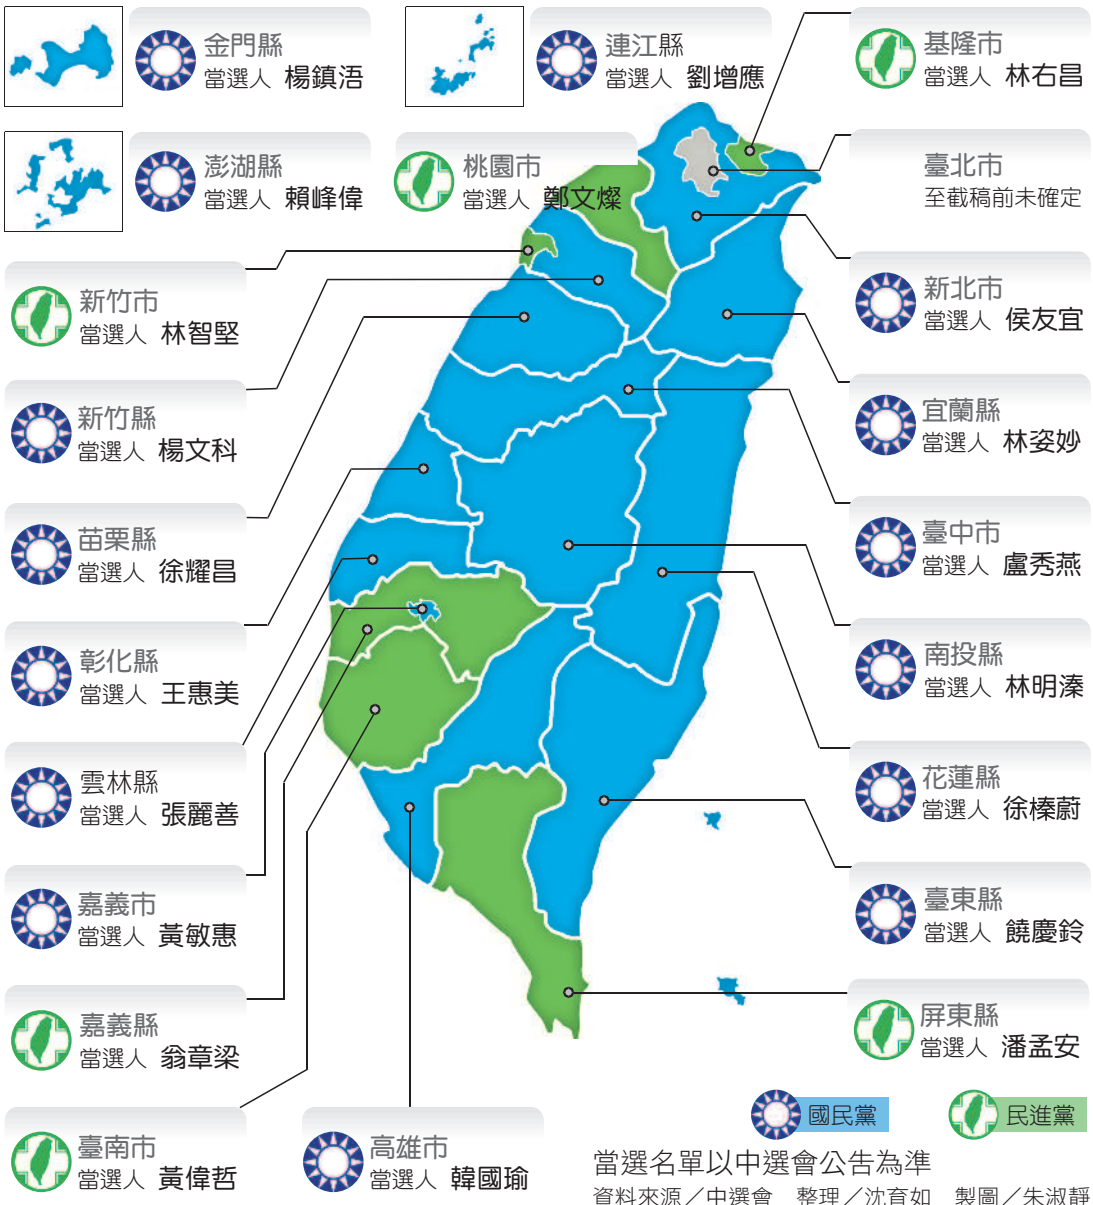 金門縣
當選人 楊鎮浯
連江縣
當選人 劉增應
基隆市
當選人 林右昌
澎湖縣
當選人 賴峰偉
桃園市
當選人 鄭文燦
臺北市
至截稿前未確定
新竹市
當選人 林智堅
新北市
當選人 侯友宜
新竹縣
當選人 楊文科
宜蘭縣
當選人 林姿妙
苗栗縣
當選人 徐耀昌
臺中市
當選人 盧秀燕
彰化縣
當選人 王惠美
南投縣
當選人 林明溱
雲林縣
當選人 張麗善
花蓮縣
當選人 徐榛蔚
嘉義市
當選人 黃敏惠
臺東縣
當選人 饒慶鈴
嘉義縣
當選人 翁章梁
屏東縣
當選人 潘孟安
臺南市
當選人 黃偉哲
高雄市
當選人 韓國瑜
國民黨
民進黨
當選名單以中選會公告為準
資料來源／中選會 整理／沈育如 製圖／朱淑靜